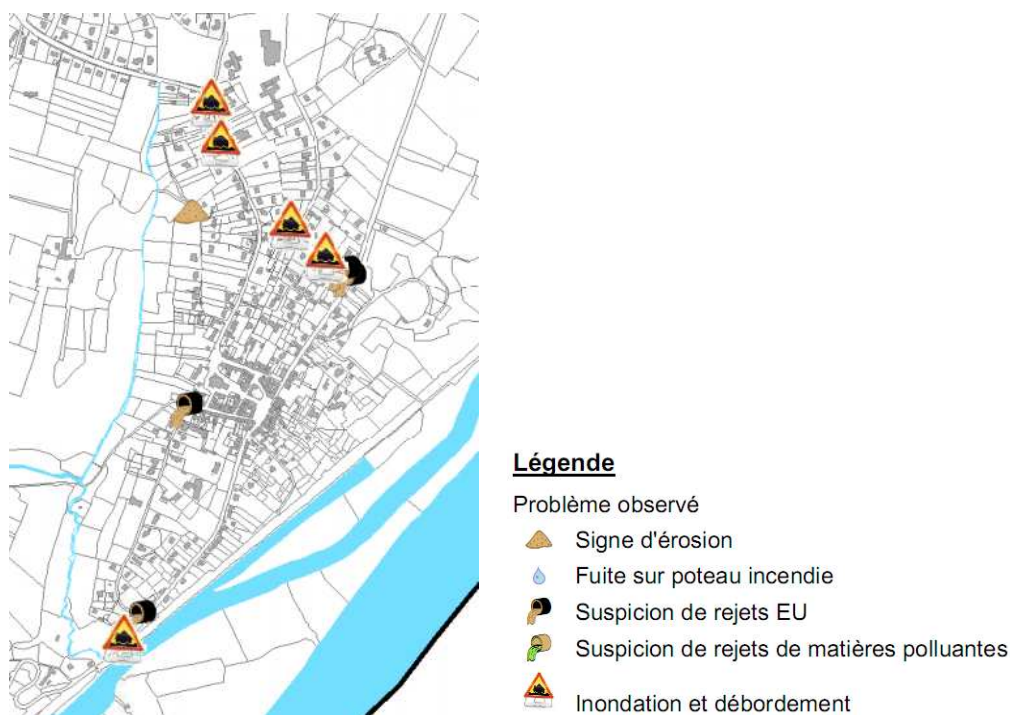 Légende
Problème observé
Signe d'érosion
Fuite sur poteau incendie
Suspicion de rejets EU
Suspicion de rejets de matières polluantes
Inondation et débordement